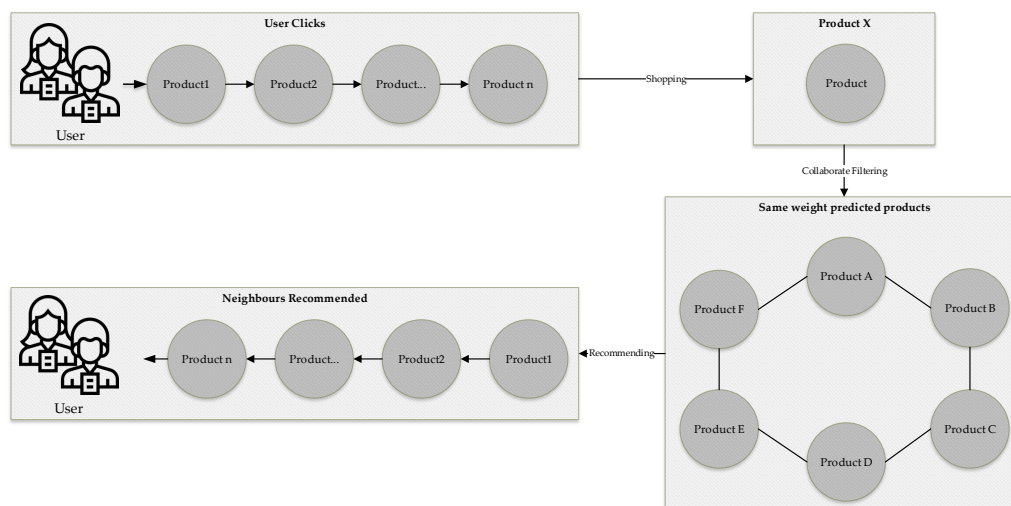 User Clicks
Product1
Product2
Product...
Product n
User
Shopping
Product X
Product
Collaborate Filtering
Same weight predicted products
Product A
Product B
Product C
Product D
Product E
Product F
Recommending
Neighbours Recommended
Product n
Product...
Product2
Product1
User